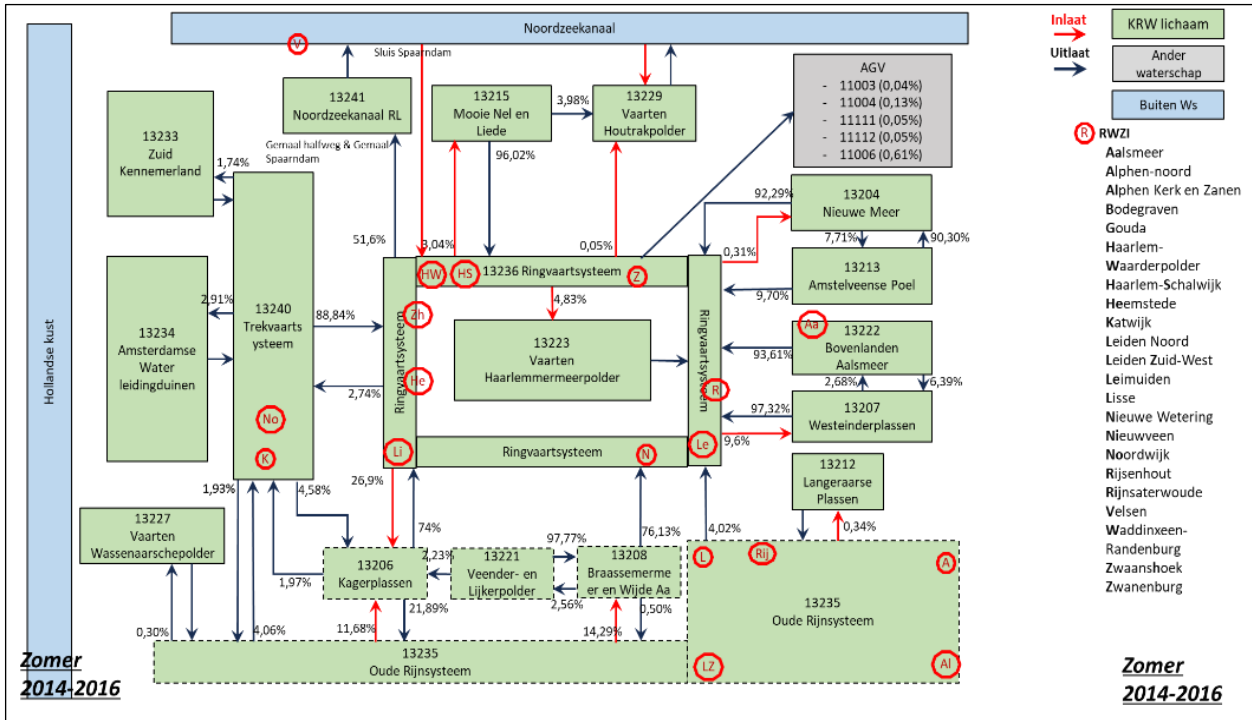 Noordzeekanaal
V
Sluis Spaarndam
Inlaat
Uitlaat
KRW lichaam
Ander
waterschap
Buiten Ws
R RWZI
Aalsmeer
Alphen-noord
Alphen Kerk en Zanen
Bodegraven
Gouda
Haarlem-
Waarderpolder
Haarlem-Schalwijk
Heemstede
Katwijk
Leiden Noord
Leiden Zuid-West
Leimuiden
Lisse
Nieuwe Wetering
Nieuwveen
Noordwijk
Rijsenhout
Rijnsaterwoude
Velsen
Waddinxeen-
Randenburg
Zwaanshoek
Zwanenburg
13241
Noordzeekanaal RL
Gemaal halfweg & Gemaal
Spaarndam
13215
Mooie Nel en
Liede
3,98%
13229
Vaarten
Houtrakpolder
AGV
- 11003 (0,04%)
- 11004 (0,13%)
- 11111 (0,05%)
- 11112 (0,05%)
- 11006 (0,61%)
96,02%
13233
Zuid
Kennemerland
1,74%
51,6%
3,04%
0,05%
0,31%
92,29%
13204
Nieuwe Meer
7,71%
90,30%
13213
Amstelveense Poel
9,70%
HW
HS
13236 Ringvaartsysteem
Z
4,83%
Hollandse kust
2,91%
13234
Amsterdamse
Water
leidingduinen
13240
Trekvaarts
ysteem
88,84%
2,74%
No
K
Ringvaartsysteem
Zh
He
Li
13223
Vaarten
Haarlemmermeerpolder
Ringvaartsysteem
R
Le
Aa
13222
Bovenlanden
Aalsmeer
93,61%
2,68%
6,39%
97,32%
13207
Westeinderplassen
9,6%
Ringvaartsysteem
N
1,93%
4,58%
26,9%
74%
76,13%
4,02%
13212
Langeraarse
Plassen
0,34%
13227
Vaarten
Wassenaarschepolder
13206
Kagerplassen
2,23%
13221
Veender- en
Lijkerpolder
97,77%
2,56%
13208
Braassemerme
er en Wijde Aa
0,50%
1,97%
21,89%
0,30%
4,06%
11,68%
14,29%
L
Rij
A
13235
Oude Rijnsysteem
LZ
Al
13235
Oude Rijnsysteem
Zomer
2014-2016
Zomer
2014-2016